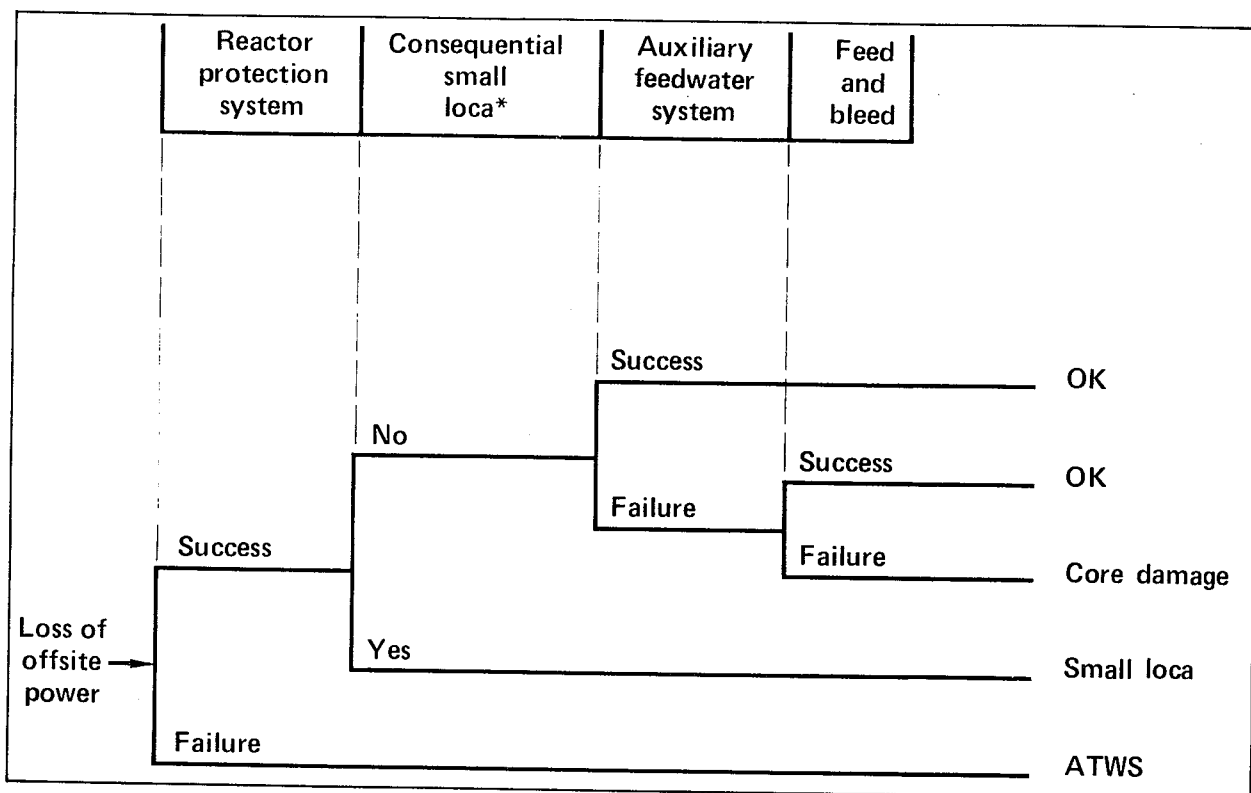 Reactor
protection
system
Consequential
small
loca*
Auxiliary
feedwater
system
Feed
and
bleed
Success
OK
No
Success
OK
Failure
Success
Failure
Core damage
Loss of
offsite
power
Yes
Small loca
Failure
ATWS